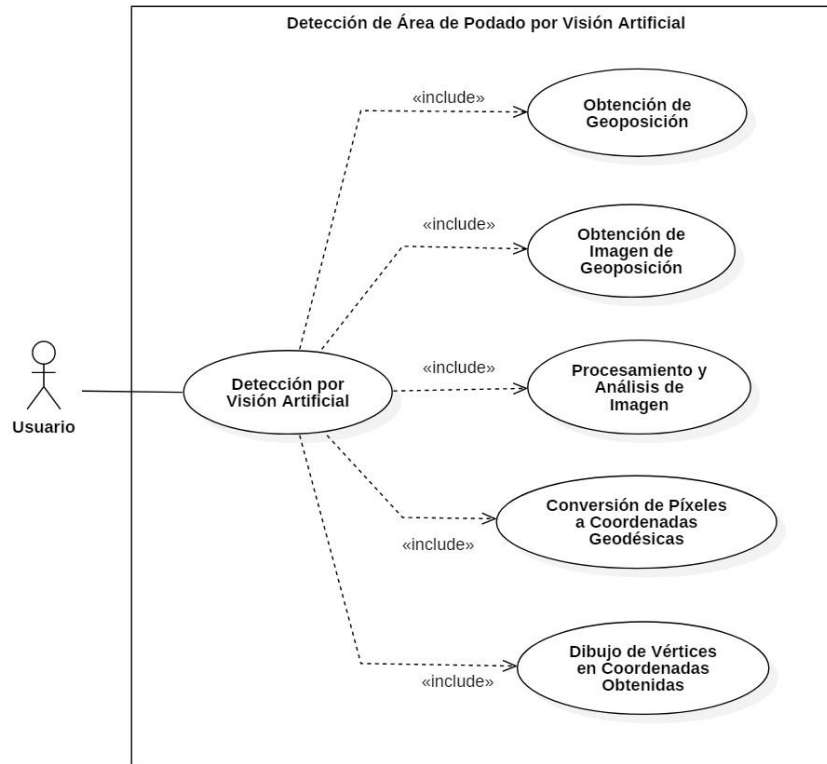 Detección de Área de Podado por Visión Artificial
«include»
Obtención de
Geoposición
«include»
Obtención de
Imagen de
Geoposición
Usuario
Detección por
Visión Artificial
«include»
Procesamiento y
Análisis de
Imagen
«include»
Conversión de Píxeles
a Coordenadas
Geodésicas
«include»
Dibujo de Vértices
en Coordenadas
Obtenidas